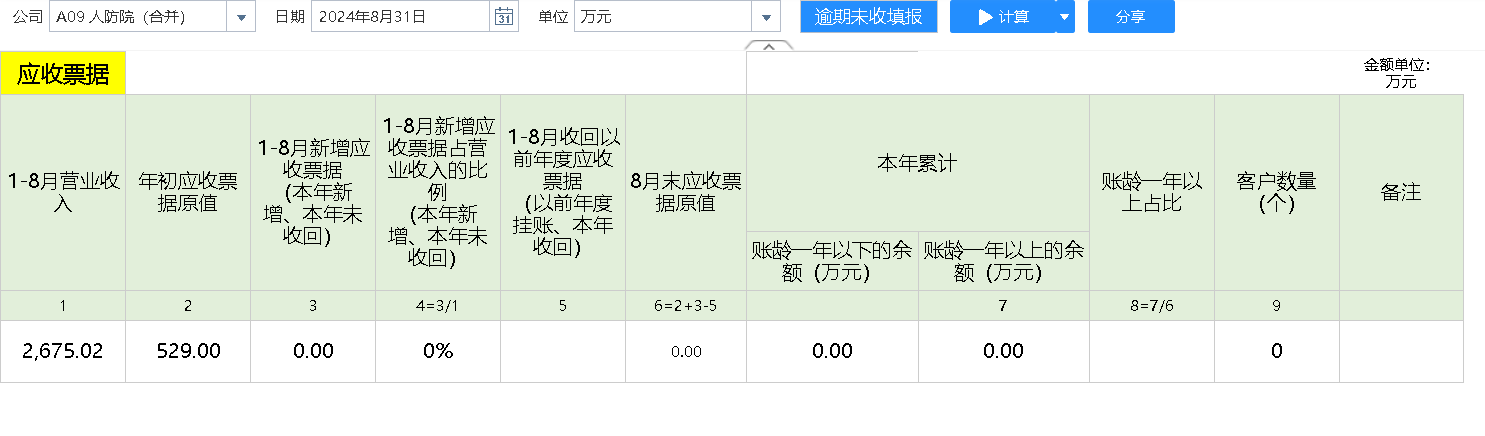 公司 A09 人防院（合并） 日期 2024年8月31日 31 单位 万元 逾期未收填报 计算 分享
应收票据
金额单位：
万元
1-8月营业收
入
年初应收票
据原值
1-8月新增应
收票据
（本年新
增、本年未
收回）
1-8月新增应
收票据占营
业收入的比
例
（本年新
增、本年未
收回）
1-8月收回以
前年度应收
票据
（以前年度
挂账、本年
收回）
8月末应收票
据原值
本年累计
账龄一年以下的余
额（万元）
账龄一年以上的余
额（万元）
账龄一年以
上占比
客户数量
（个）
备注
1 2 3 4=3/1 5 6=2+3-5 7 8=7/6 9
2,675.02 529.00 0.00 0% 0.00 0.00 0.00 0